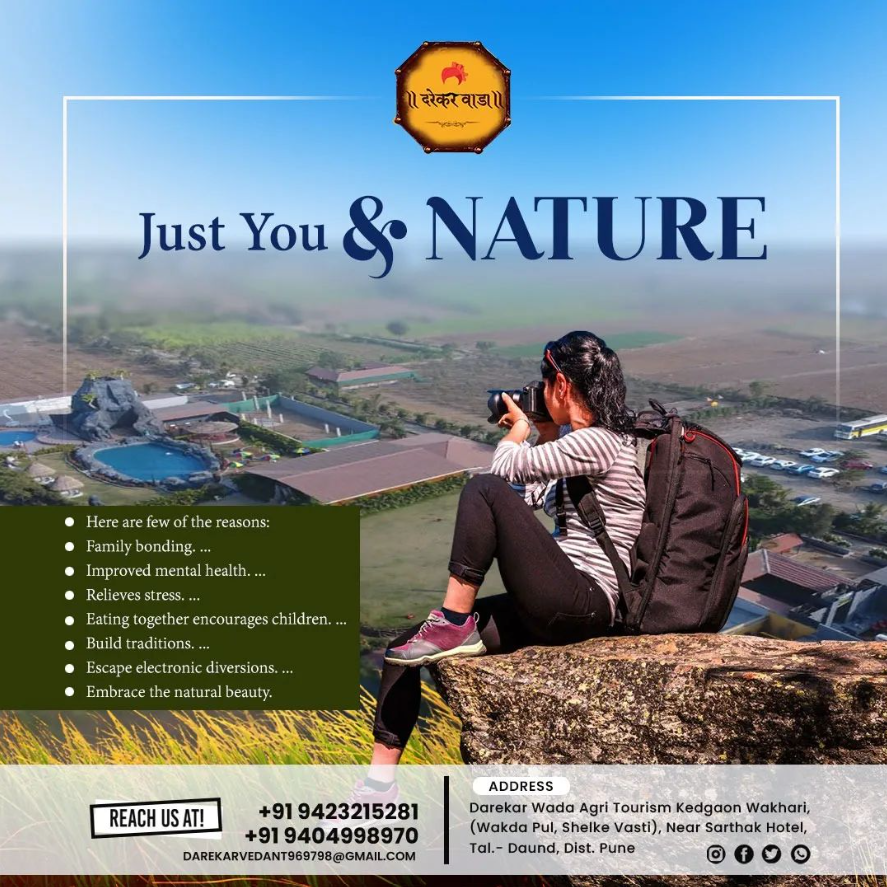 || दरेकर वाडा ||
Just You & NATURE
Here are few of the reasons:
Family bonding. ...
Improved mental health. ...
Relieves stress. ...
Eating together encourages children. ...
Build traditions. ...
Escape electronic diversions. ...
Embrace the natural beauty.
REACH US AT!
+91 9423215281
+91 9404998970
DAREKARVEDANT969798@GMAIL.COM
ADDRESS
Darekar Wada Agri Tourism Kedgaon Wakhari,
(Wakda Pul, Shelke Vasti), Near Sarthak Hotel,
Tal.- Daund, Dist. Pune